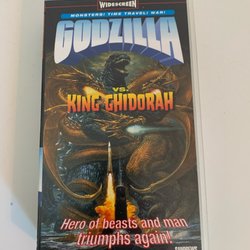 WIDESCREEN
MONSTERS! TIME TRAVEL! WAR!
GODZILLA
VS.
KING GHIDORAH
Hero of beasts and man
triumphs again!